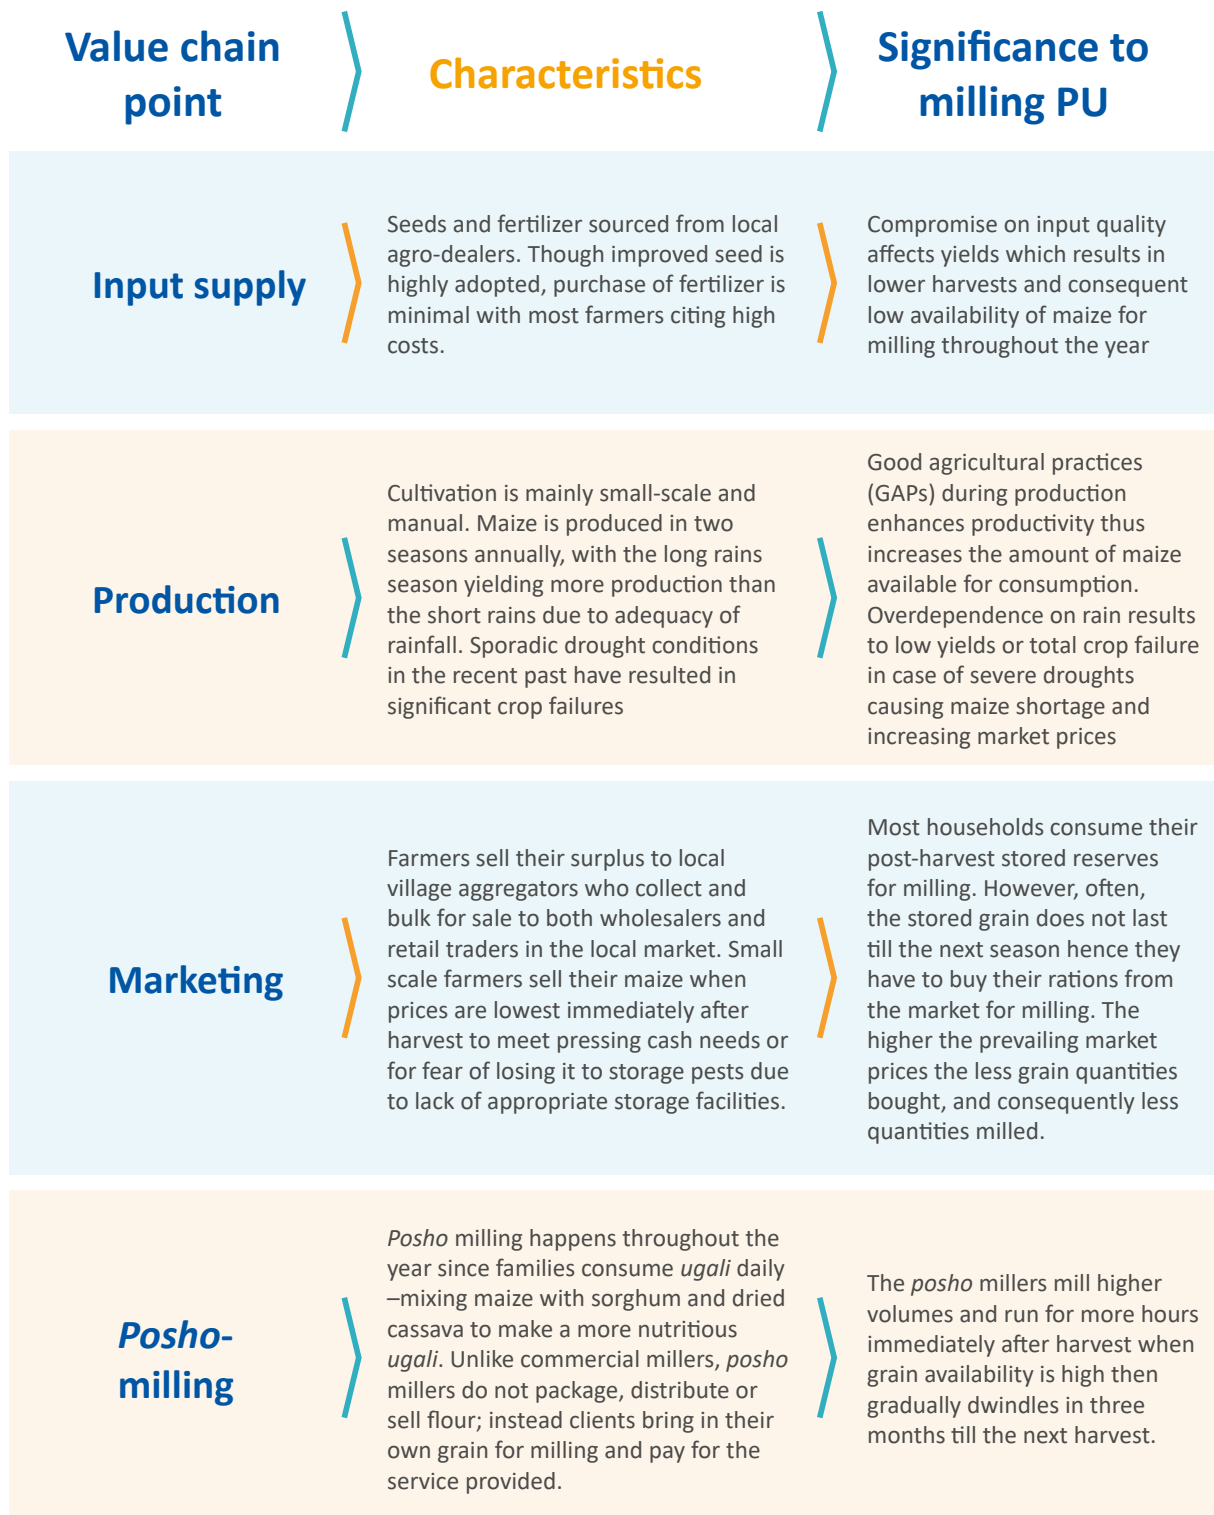 Value chain
point
Characteristics
Significance to
milling PU
Input supply
Seeds and fertilizer sourced from local
agro-dealers. Though improved seed is
highly adopted, purchase of fertilizer is
minimal with most farmers citing high
costs.
Compromise on input quality
affects yields which results in
lower harvests and consequent
low availability of maize for
milling throughout the year
Production
Cultivation is mainly small-scale and
manual. Maize is produced in two
seasons annually, with the long rains
season yielding more production than
the short rains due to adequacy of
rainfall. Sporadic drought conditions
in the recent past have resulted in
significant crop failures
Good agricultural practices
(GAPs) during production
enhances productivity thus
increases the amount of maize
available for consumption.
Overdependence on rain results
to low yields or total crop failure
in case of severe droughts
causing maize shortage and
increasing market prices
Marketing
Farmers sell their surplus to local
village aggregators who collect and
bulk for sale to both wholesalers and
retail traders in the local market. Small
scale farmers sell their maize when
prices are lowest immediately after
harvest to meet pressing cash needs or
for fear of losing it to storage pests due
to lack of appropriate storage facilities.
Most households consume their
post-harvest stored reserves
for milling. However, often,
the stored grain does not last
till the next season hence they
have to buy their rations from
the market for milling. The
higher the prevailing market
prices the less grain quantities
bought, and consequently less
quantities milled.
Posho-
milling
Posho milling happens throughout the
year since families consume ugali daily
–mixing maize with sorghum and dried
cassava to make a more nutritious
ugali. Unlike commercial millers, posho
millers do not package, distribute or
sell flour; instead clients bring in their
own grain for milling and pay for the
service provided.
The posho millers mill higher
volumes and run for more hours
immediately after harvest when
grain availability is high then
gradually dwindles in three
months till the next harvest.